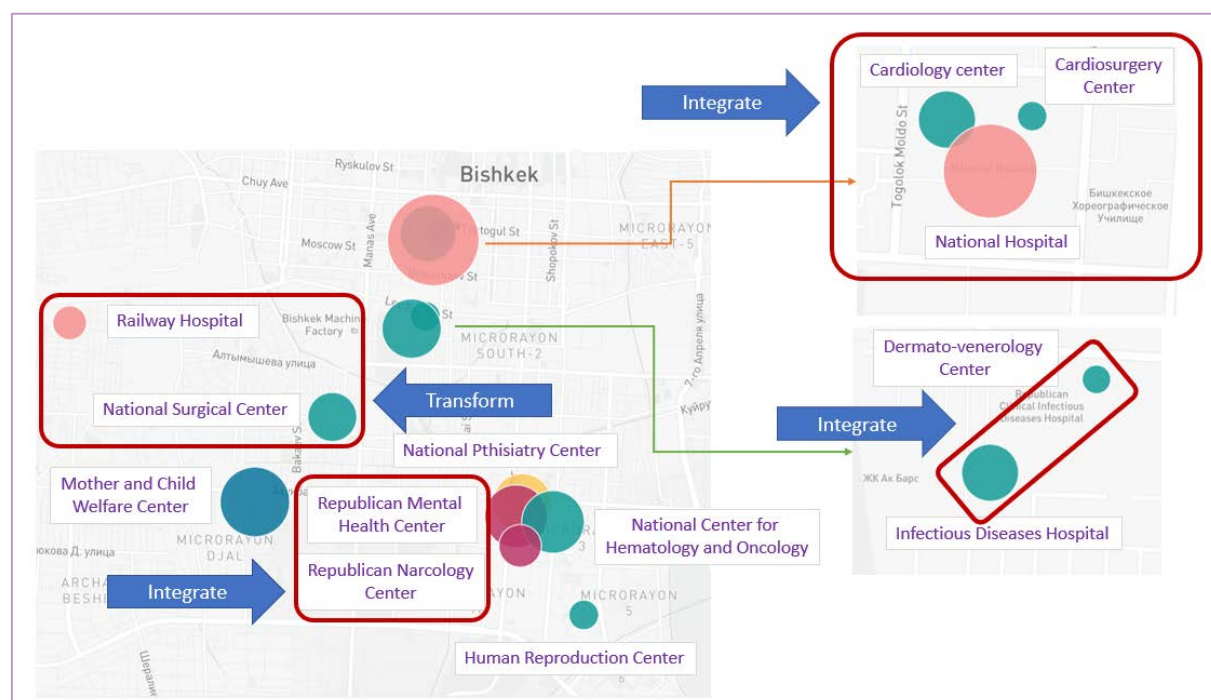 Integrate
Cardiology center
Cardiosurgery
Center
Togolok Moldo St
Бишкекское
Хореографическое
Училище
National Hospital
Ryskulov St
Bishkek
Chuy Ave
Manas Ave
Moscow St
Shopokov St
MICRORAYON
EAST-5
Railway Hospital
Bishkek Machine
Factory
MICRORAYON
SOUTH-2
7-го Апреля улица
Алтымышева улица
National Surgical Center
Transform
National Pthisiatry Center
Dermato-venerology
Center
Republican
Clinical Infectious
Diseases Hospital
Integrate
ЖК Ак Барс
Infectious Diseases Hospital
Mother and Child
Welfare Center
Republican Mental
Health Center
National Center for
Hematology and Oncology
MICRORAYON
DJAL
Integrate
Republican Narcology
Center
MICRORAYON
5
Human Reproduction Center